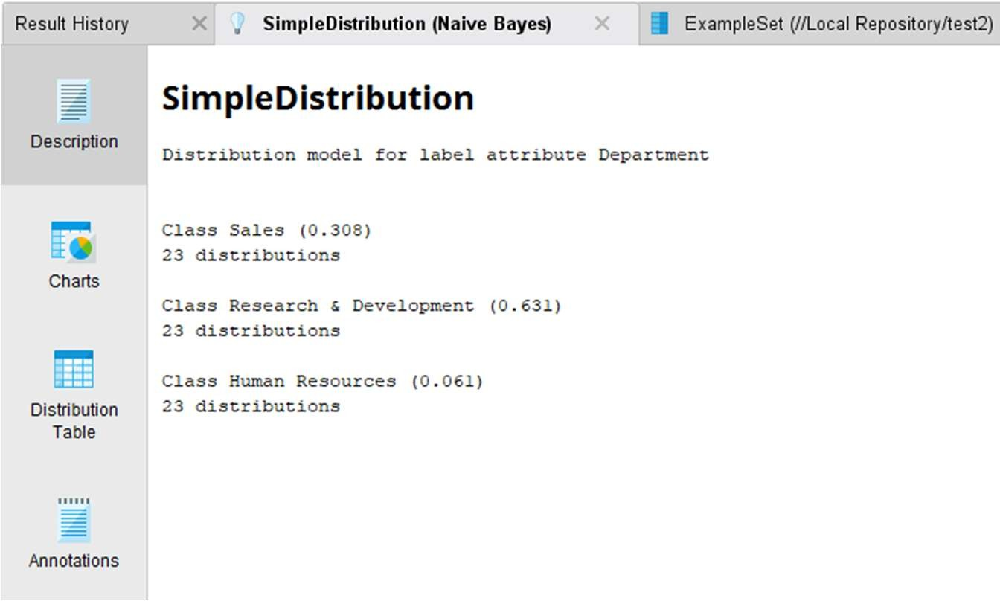 Result History
SimpleDistribution (Naive Bayes)
ExampleSet (//Local Repository/test2)
Description
Charts
Distribution
Table
Annotations
SimpleDistribution
Distribution model for label attribute Department
Class Sales (0.308)
23 distributions
Class Research & Development (0.631)
23 distributions
Class Human Resources (0.061)
23 distributions